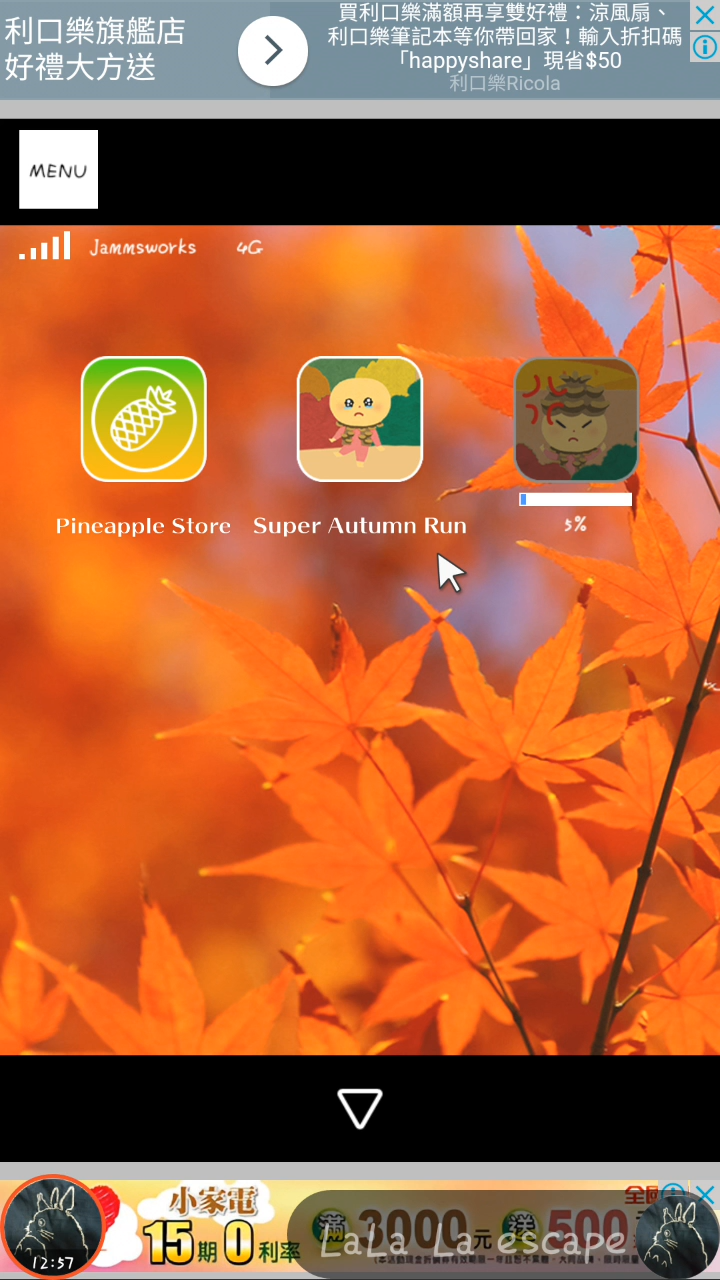 利口樂旗艦店
好禮大方送
買利口樂滿額再享雙好禮：涼風扇、
利口樂筆記本等你帶回家！輸入折扣碼
「happyshare」現省$50
利口樂Ricola
MENU
Jammsworks 4G
Pineapple Store
Super Autumn Run
5%
小家電
15期0利率
滿3000元
送500
LaLa La escape
12:57